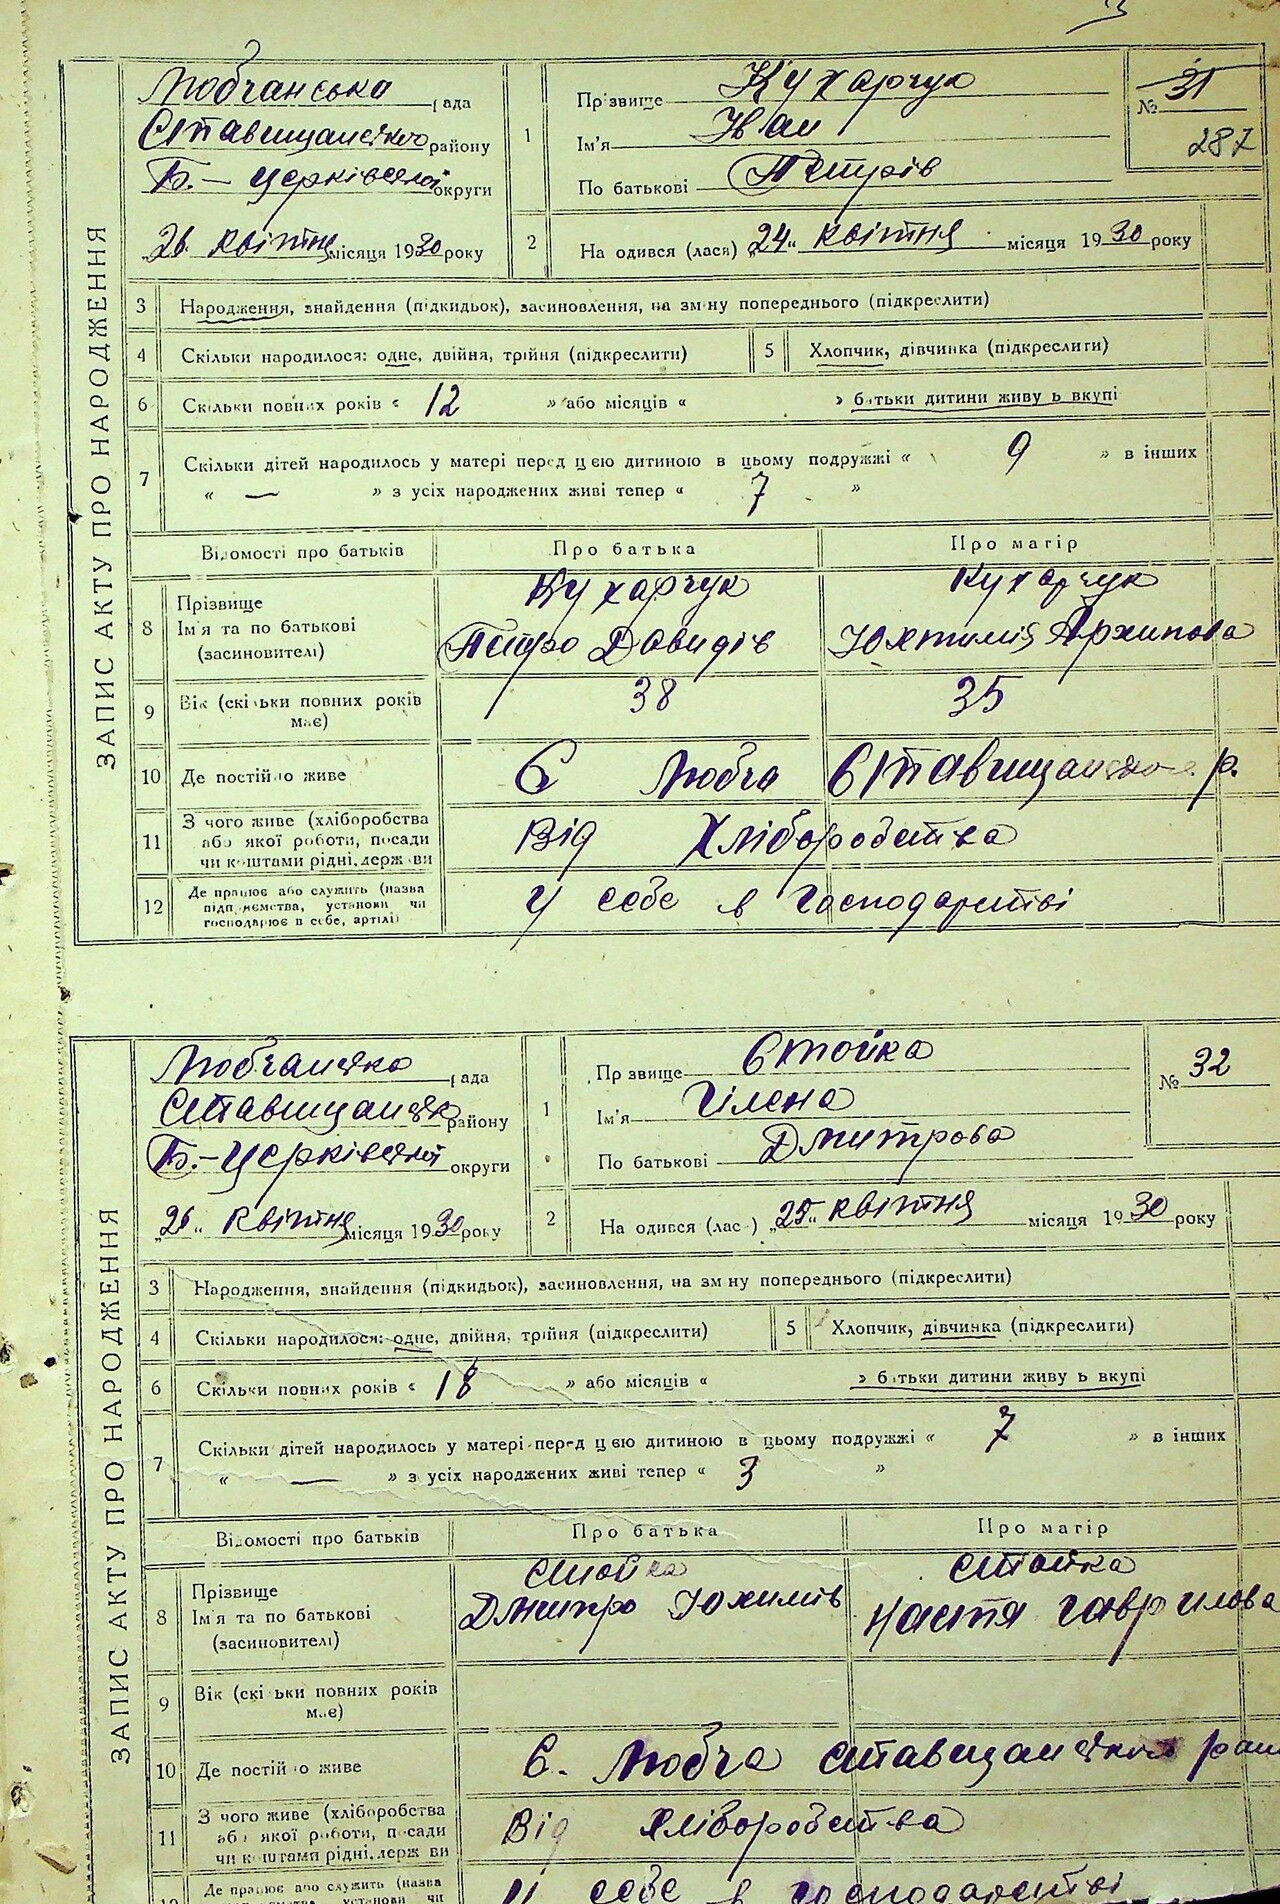 3
ЗАПИС АКТУ ПРО НАРОДЖЕННЯ
Любчанська рада
Ставищанского району
Б.- Церківської округи
„26 квітня місяця 1930 року
1 Прізвище Кухарчук
Ім'я Іван
По батькові Петрів
№ 31
287
2 На одився (лася) „24" квітня місяця 1930 року
3 Народження, знайдення (підкидьок), засиновлення, на зміну попереднього (підкреслити)
4 Скільки народилося: одне, двійня, трійня (підкреслити) 5 Хлопчик, дівчинка (підкреслити)
6 Скільки повних років « 12 » або місяців « » батьки дитини живуть вкупі
7 Скільки дітей народилось у матері перед цією дитиною в цьому подружжі « 9 » в інших
« — » з усіх народжених живі тепер « 7 »
Відомості про батьків Про батька Про матір
8 Прізвище Ім'я та по батькові (засиновителі) Кухарчук Кухарчук
Петро Давидів Юхтимія Архипова
9 Вік (скільки повних років має) 38 35
10 Де постійно живе С Любча Ставищанского р.
11 З чого живе (хліборобства або якої роботи, посади чи коштами рідні, держави Від Хліборобства
12 Де працює або служить (назва підприємства, установи чи господарює в себе, артілі) У себе в господарстві
ЗАПИС АКТУ ПРО НАРОДЖЕННЯ
Любчанська рада
Ставищанськ району
Б.-Церківської округи
„26" квітня місяця 1930 року
1 Прізвище Стойка
Ім'я Гілена
По батькові Дмитрова
№ 32
2 На одився (лас ) „25" квітня місяця 1930 року
3 Народження, знайдення (підкидьок), засиновлення, на зміну попереднього (підкреслити)
4 Скільки народилося: одне, двійня, трійня (підкреслити) 5 Хлопчик, дівчинка (підкреслити)
6 Скільки повних років « 18 » або місяців « » батьки дитини живуть вкупі
7 Скільки дітей народилось у матері перед цією дитиною в цьому подружжі « 7 » в інших
« — » з усіх народжених живі тепер « 3 »
Відомості про батьків Про батька Про матір
8 Прізвище Ім'я та по батькові (засиновителі) Стойка Стойка
Дмитро Юхимів Настя Гаврилова
9 Вік (скільки повних років має)
10 Де постійно живе С. Любча Ставищанского рай
11 З чого живе (хліборобства або якої роботи, посади чи коштами рідні, держави Від хліборобства
12 Де працює або служить (назва У себе в господарстві